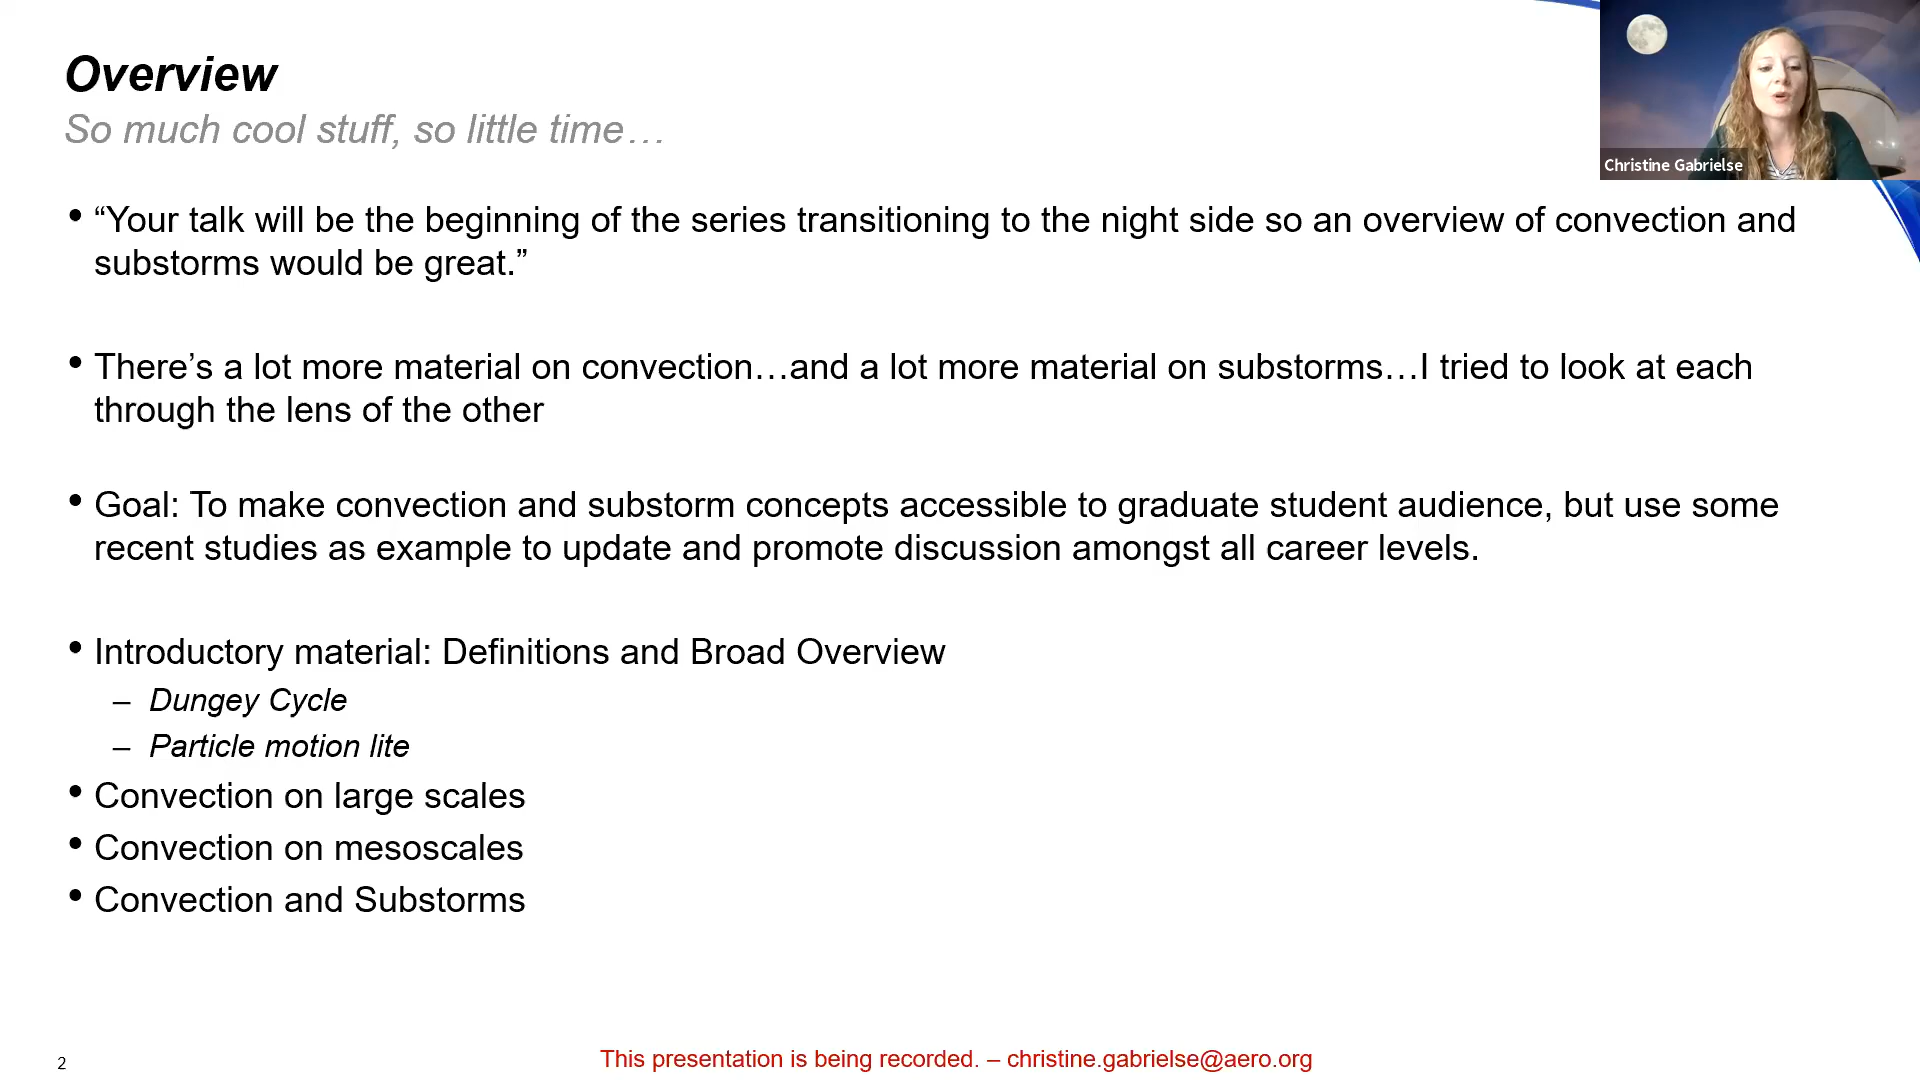 Overview
So much cool stuff, so little time…
Christine Gabrielse
• “Your talk will be the beginning of the series transitioning to the night side so an overview of convection and
substorms would be great.”
• There’s a lot more material on convection…and a lot more material on substorms…I tried to look at each
through the lens of the other
• Goal: To make convection and substorm concepts accessible to graduate student audience, but use some
recent studies as example to update and promote discussion amongst all career levels.
• Introductory material: Definitions and Broad Overview
– Dungey Cycle
– Particle motion lite
• Convection on large scales
• Convection on mesoscales
• Convection and Substorms
2
This presentation is being recorded. – christine.gabrielse@aero.org